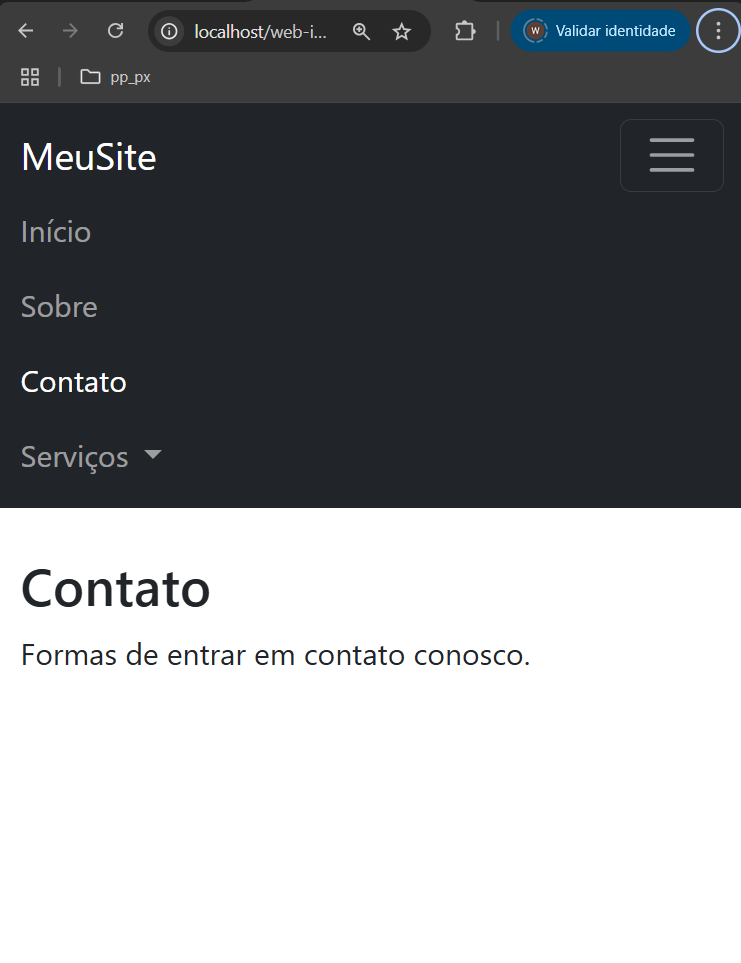 localhost/web-i...
W
Validar identidade
pp_px
MeuSite
Início
Sobre
Contato
Serviços
Contato
Formas de entrar em contato conosco.